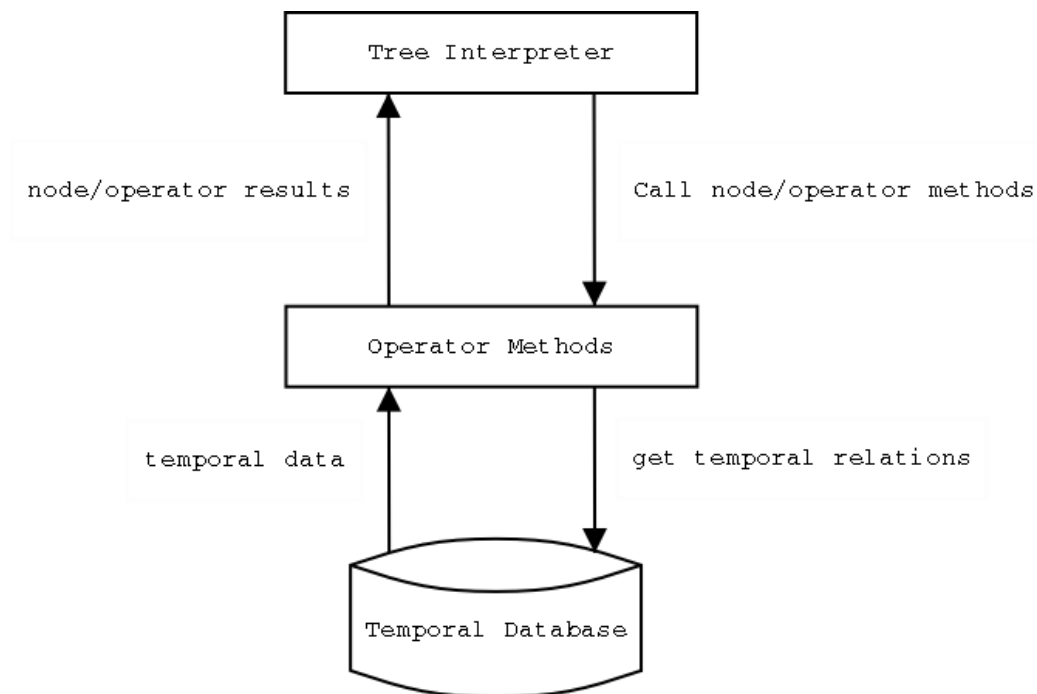 Tree Interpreter
node/operator results
Call node/operator methods
Operator Methods
temporal data
get temporal relations
Temporal Database